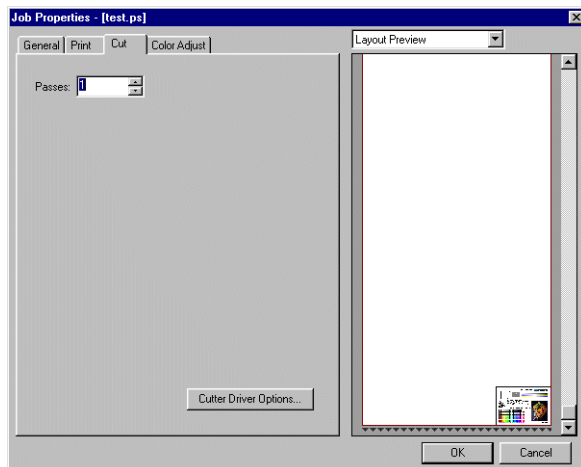 Job Properties - [test.ps]
General Print Cut Color Adjust
Layout Preview
Passes: 1
Cutter Driver Options...
OK Cancel